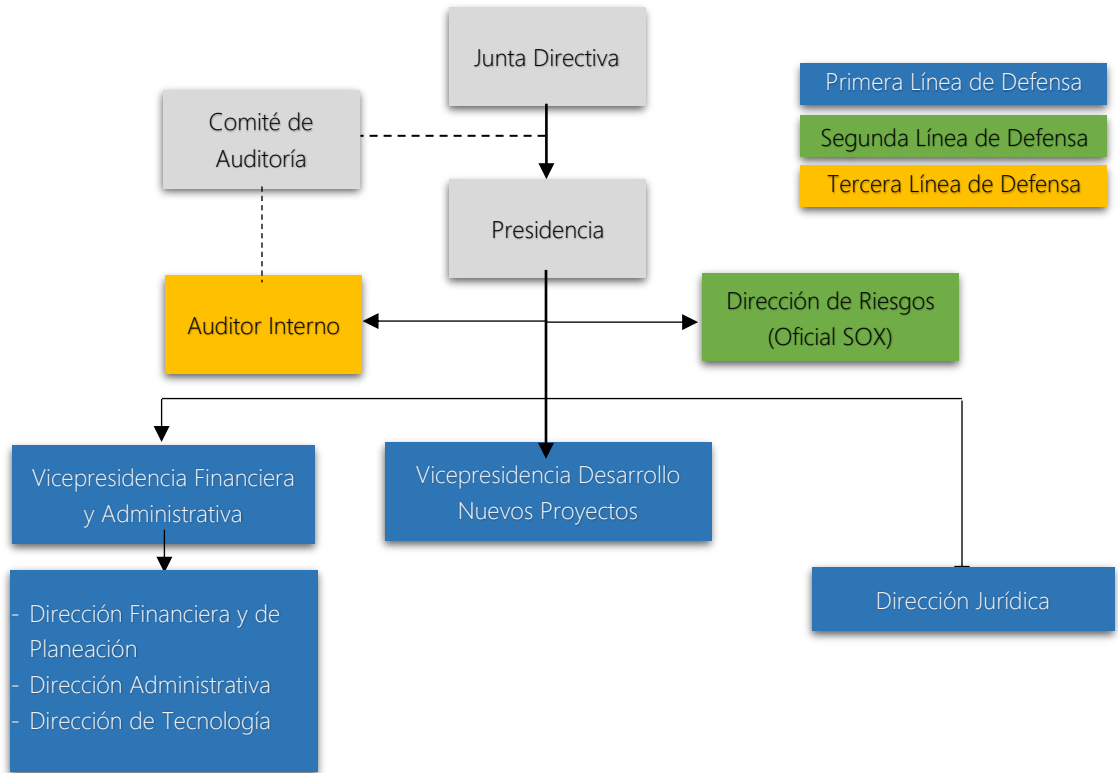 Junta Directiva
Primera Línea de Defensa
Comité de
Auditoría
Segunda Línea de Defensa
Tercera Línea de Defensa
Presidencia
Auditor Interno
Dirección de Riesgos
(Oficial SOX)
Vicepresidencia Financiera
y Administrativa
Vicepresidencia Desarrollo
Nuevos Proyectos
- Dirección Financiera y de
Planeación
- Dirección Administrativa
- Dirección de Tecnología
Dirección Jurídica